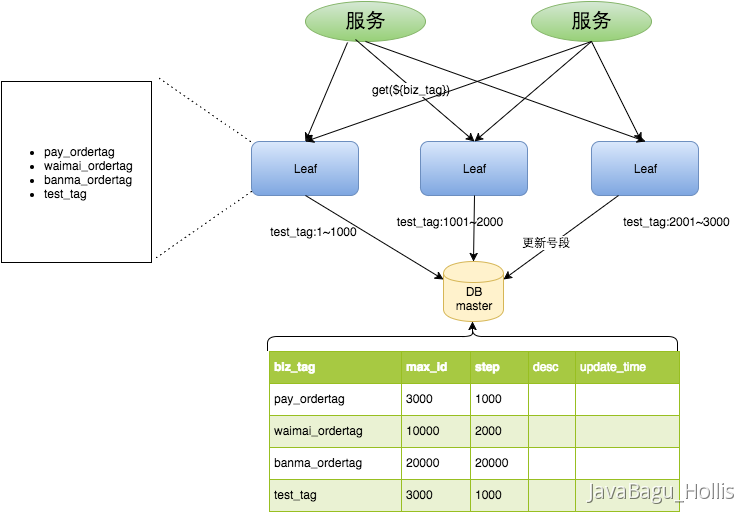 服务
服务
get(${biz_tag})
pay_ordertag
waimai_ordertag
banma_ordertag
test_tag
Leaf
Leaf
Leaf
test_tag:1~1000
test_tag:1001~2000
test_tag:2001~3000
更新号段
DB
master
biz_tag max_id step desc update_time
pay_ordertag 3000 1000
waimai_ordertag 10000 2000
banma_ordertag 20000 20000
test_tag 3000 1000
JavaBagu_Hollis